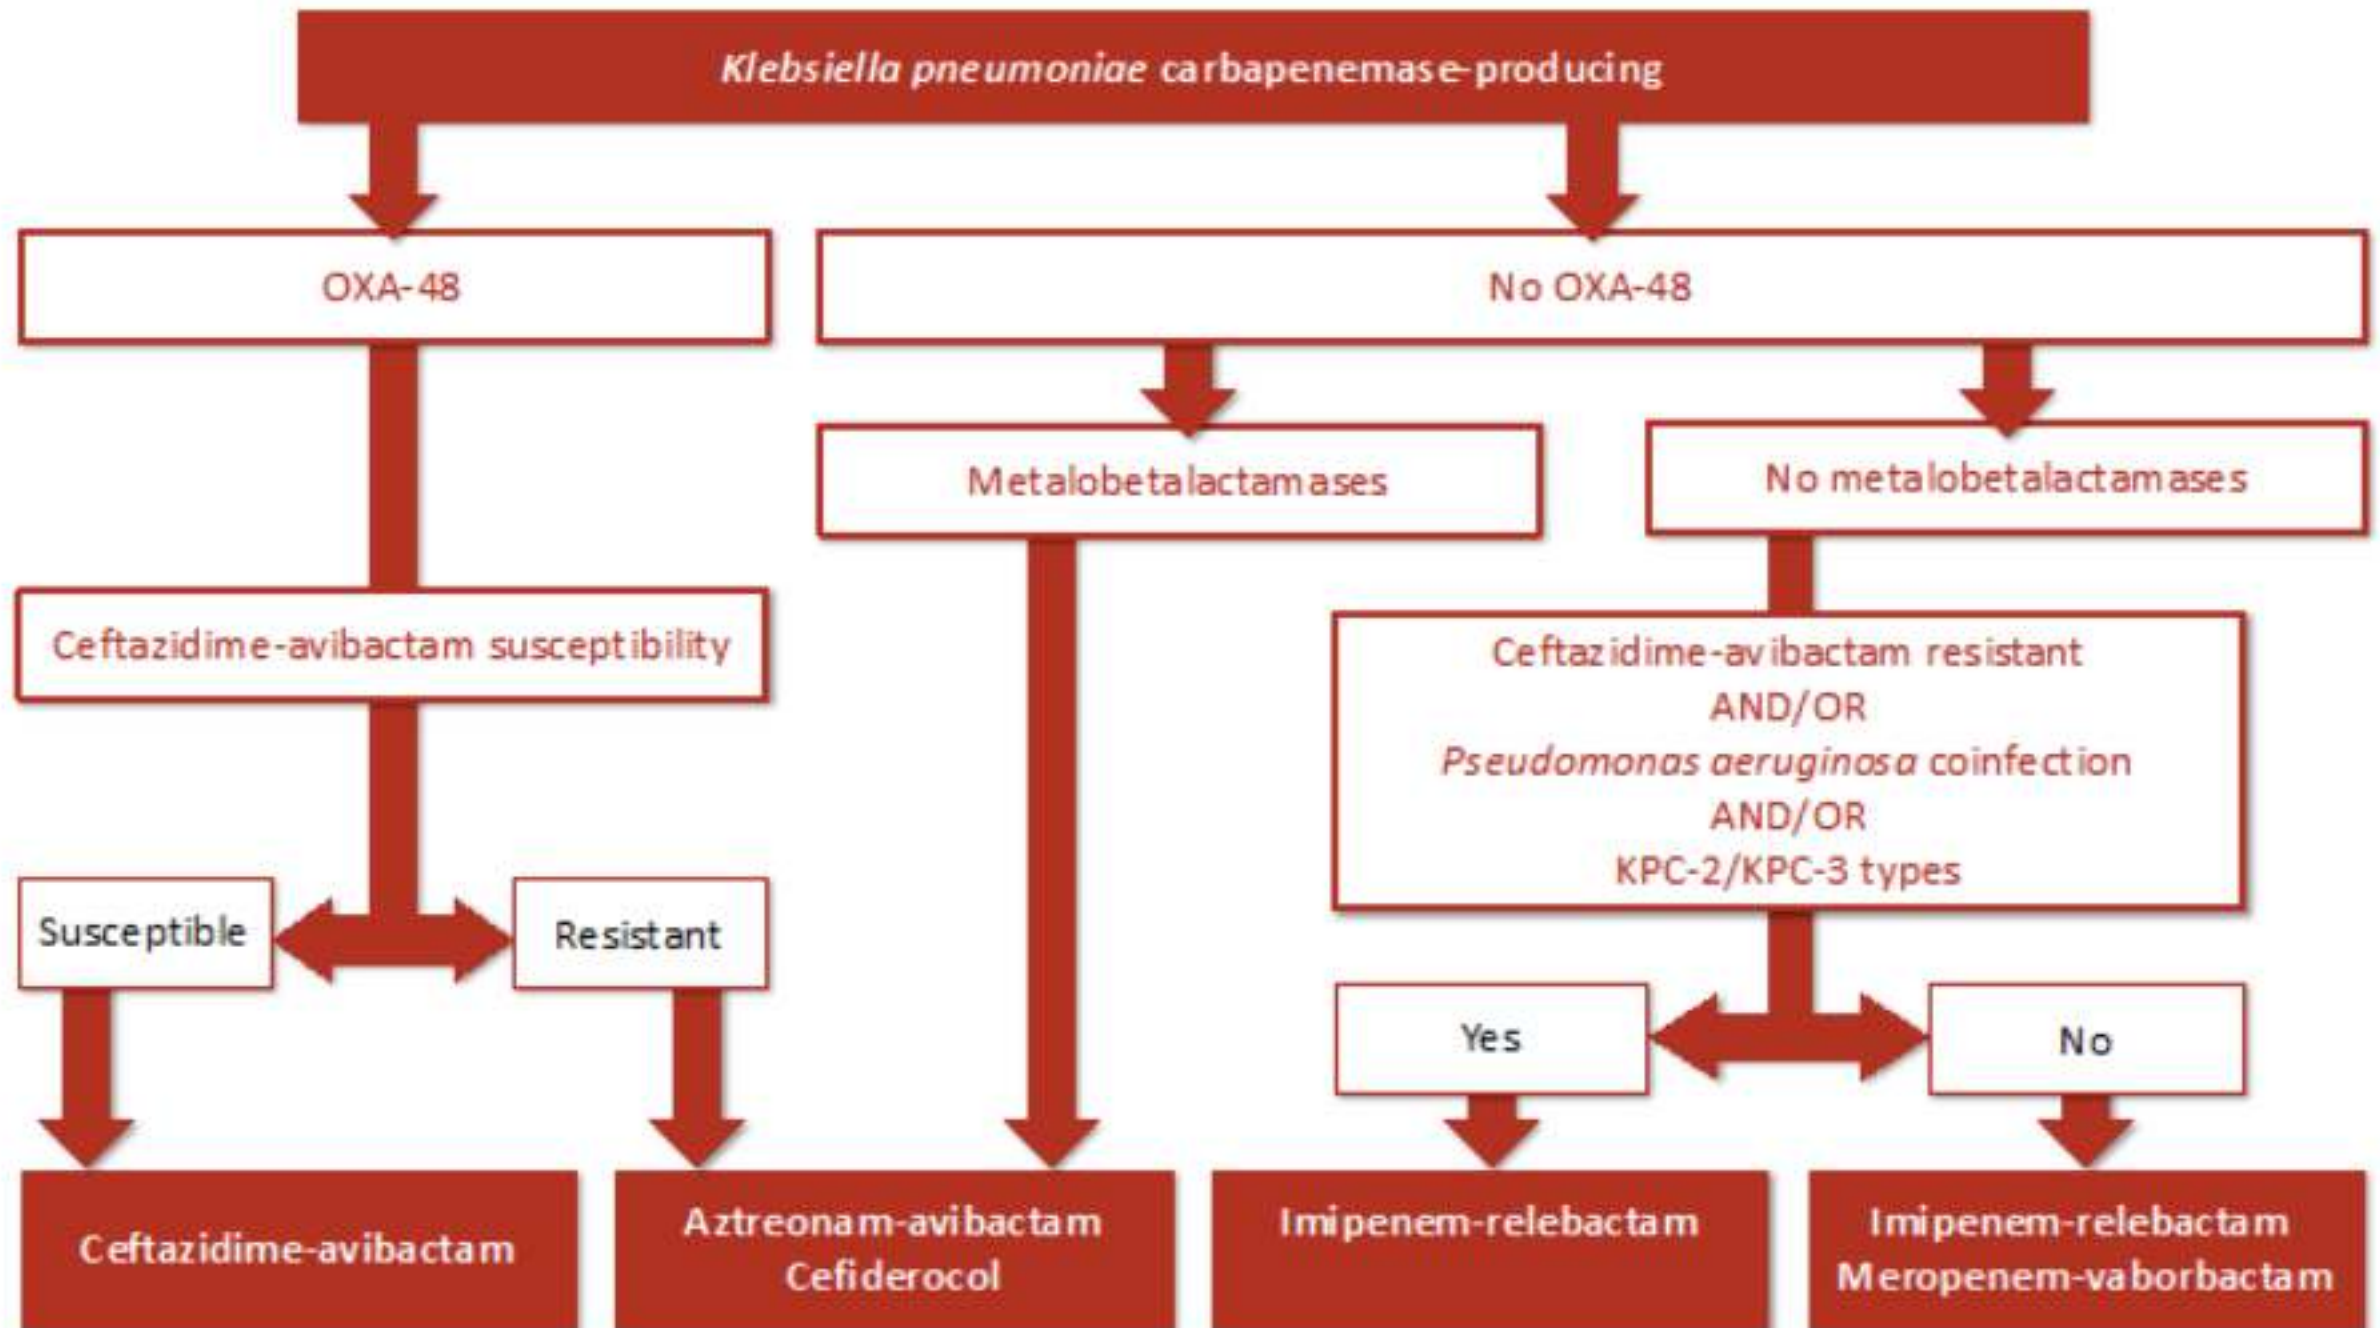 Klebsiella pneumoniae carbapenemase-producing
OXA-48
No OXA-48
Metalobetalactamases
No metalobetalactamases
Ceftazidime-avibactam susceptibility
Ceftazidime-avibactam resistant
AND/OR
Pseudomonas aeruginosa coinfection
AND/OR
KPC-2/KPC-3 types
Susceptible
Resistant
Yes
No
Ceftazidime-avibactam
Aztreonam-avibactam
Cefiderocol
Imipenem-relebactam
Imipenem-relebactam
Meropenem-vaborbactam